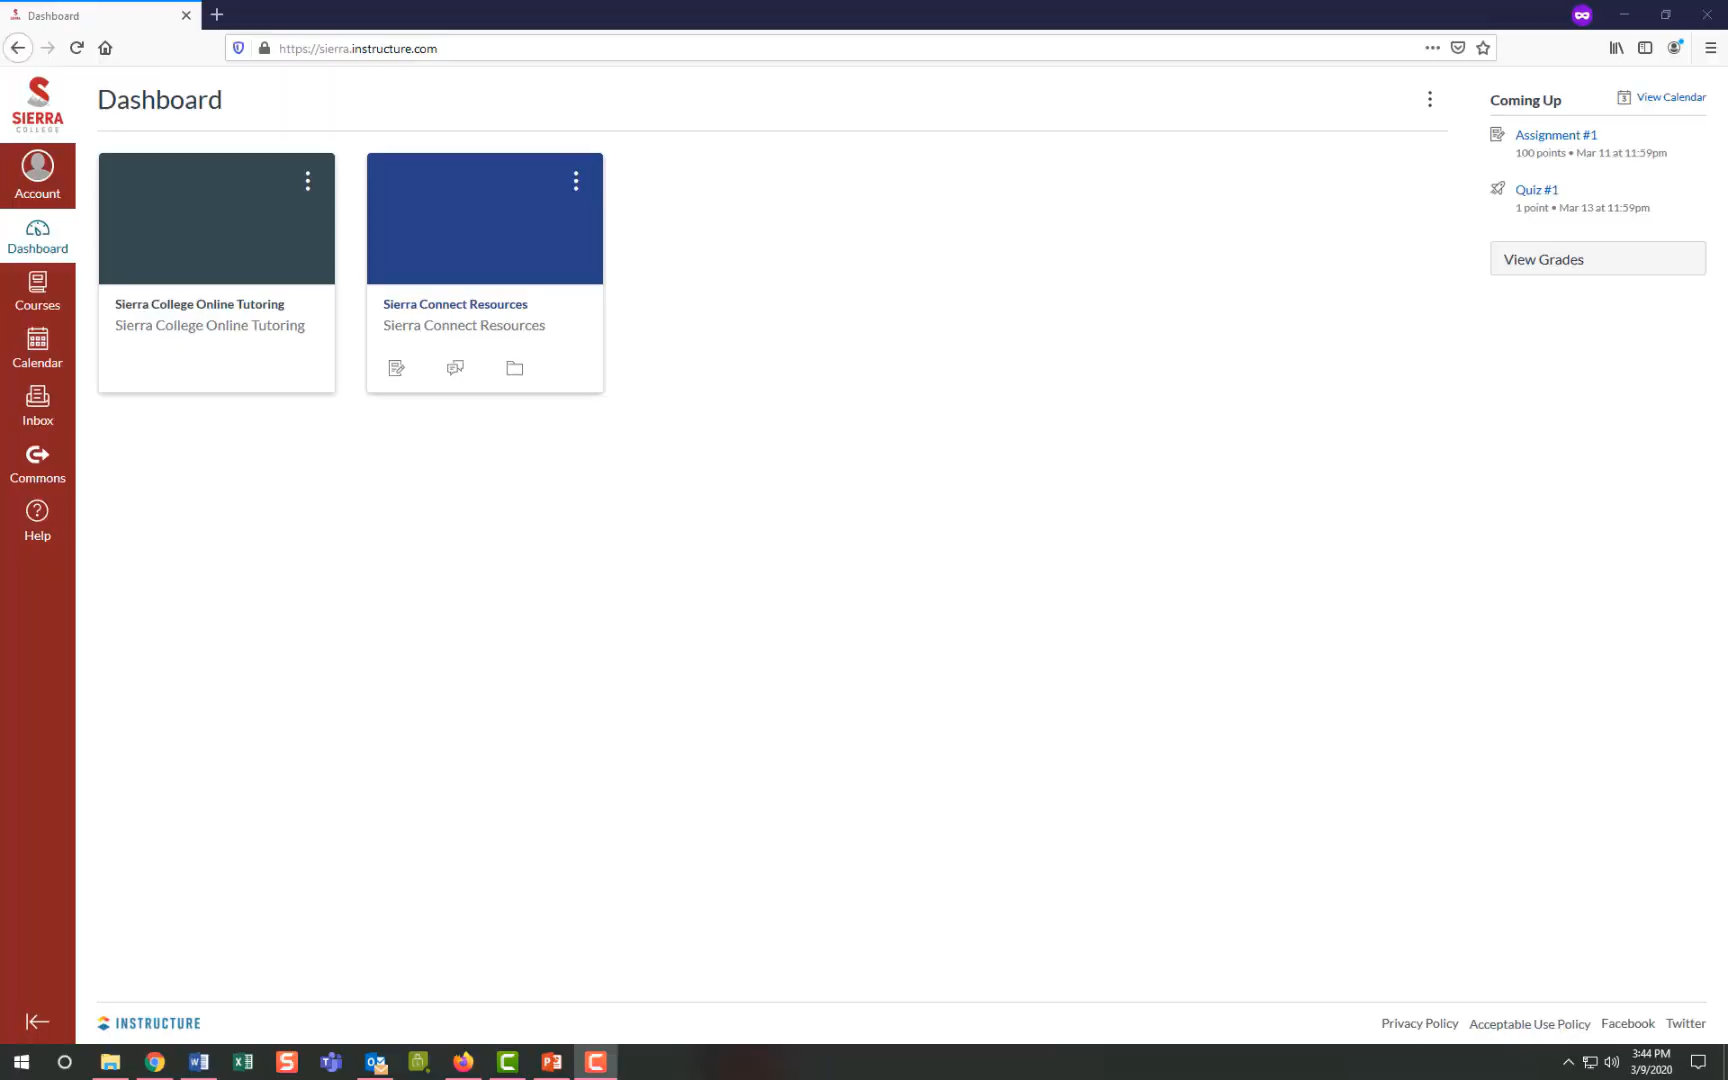 Dashboard
https://sierra.instructure.com
SIERRA
COLLEGE
Account
Dashboard
Courses
Calendar
Inbox
Commons
Help
Dashboard
Sierra College Online Tutoring
Sierra College Online Tutoring
Sierra Connect Resources
Sierra Connect Resources
Coming Up
View Calendar
Assignment #1
100 points • Mar 11 at 11:59pm
Quiz #1
1 point • Mar 13 at 11:59pm
View Grades
INSTRUCTURE
Privacy Policy Acceptable Use Policy Facebook Twitter
3:44 PM
3/9/2020